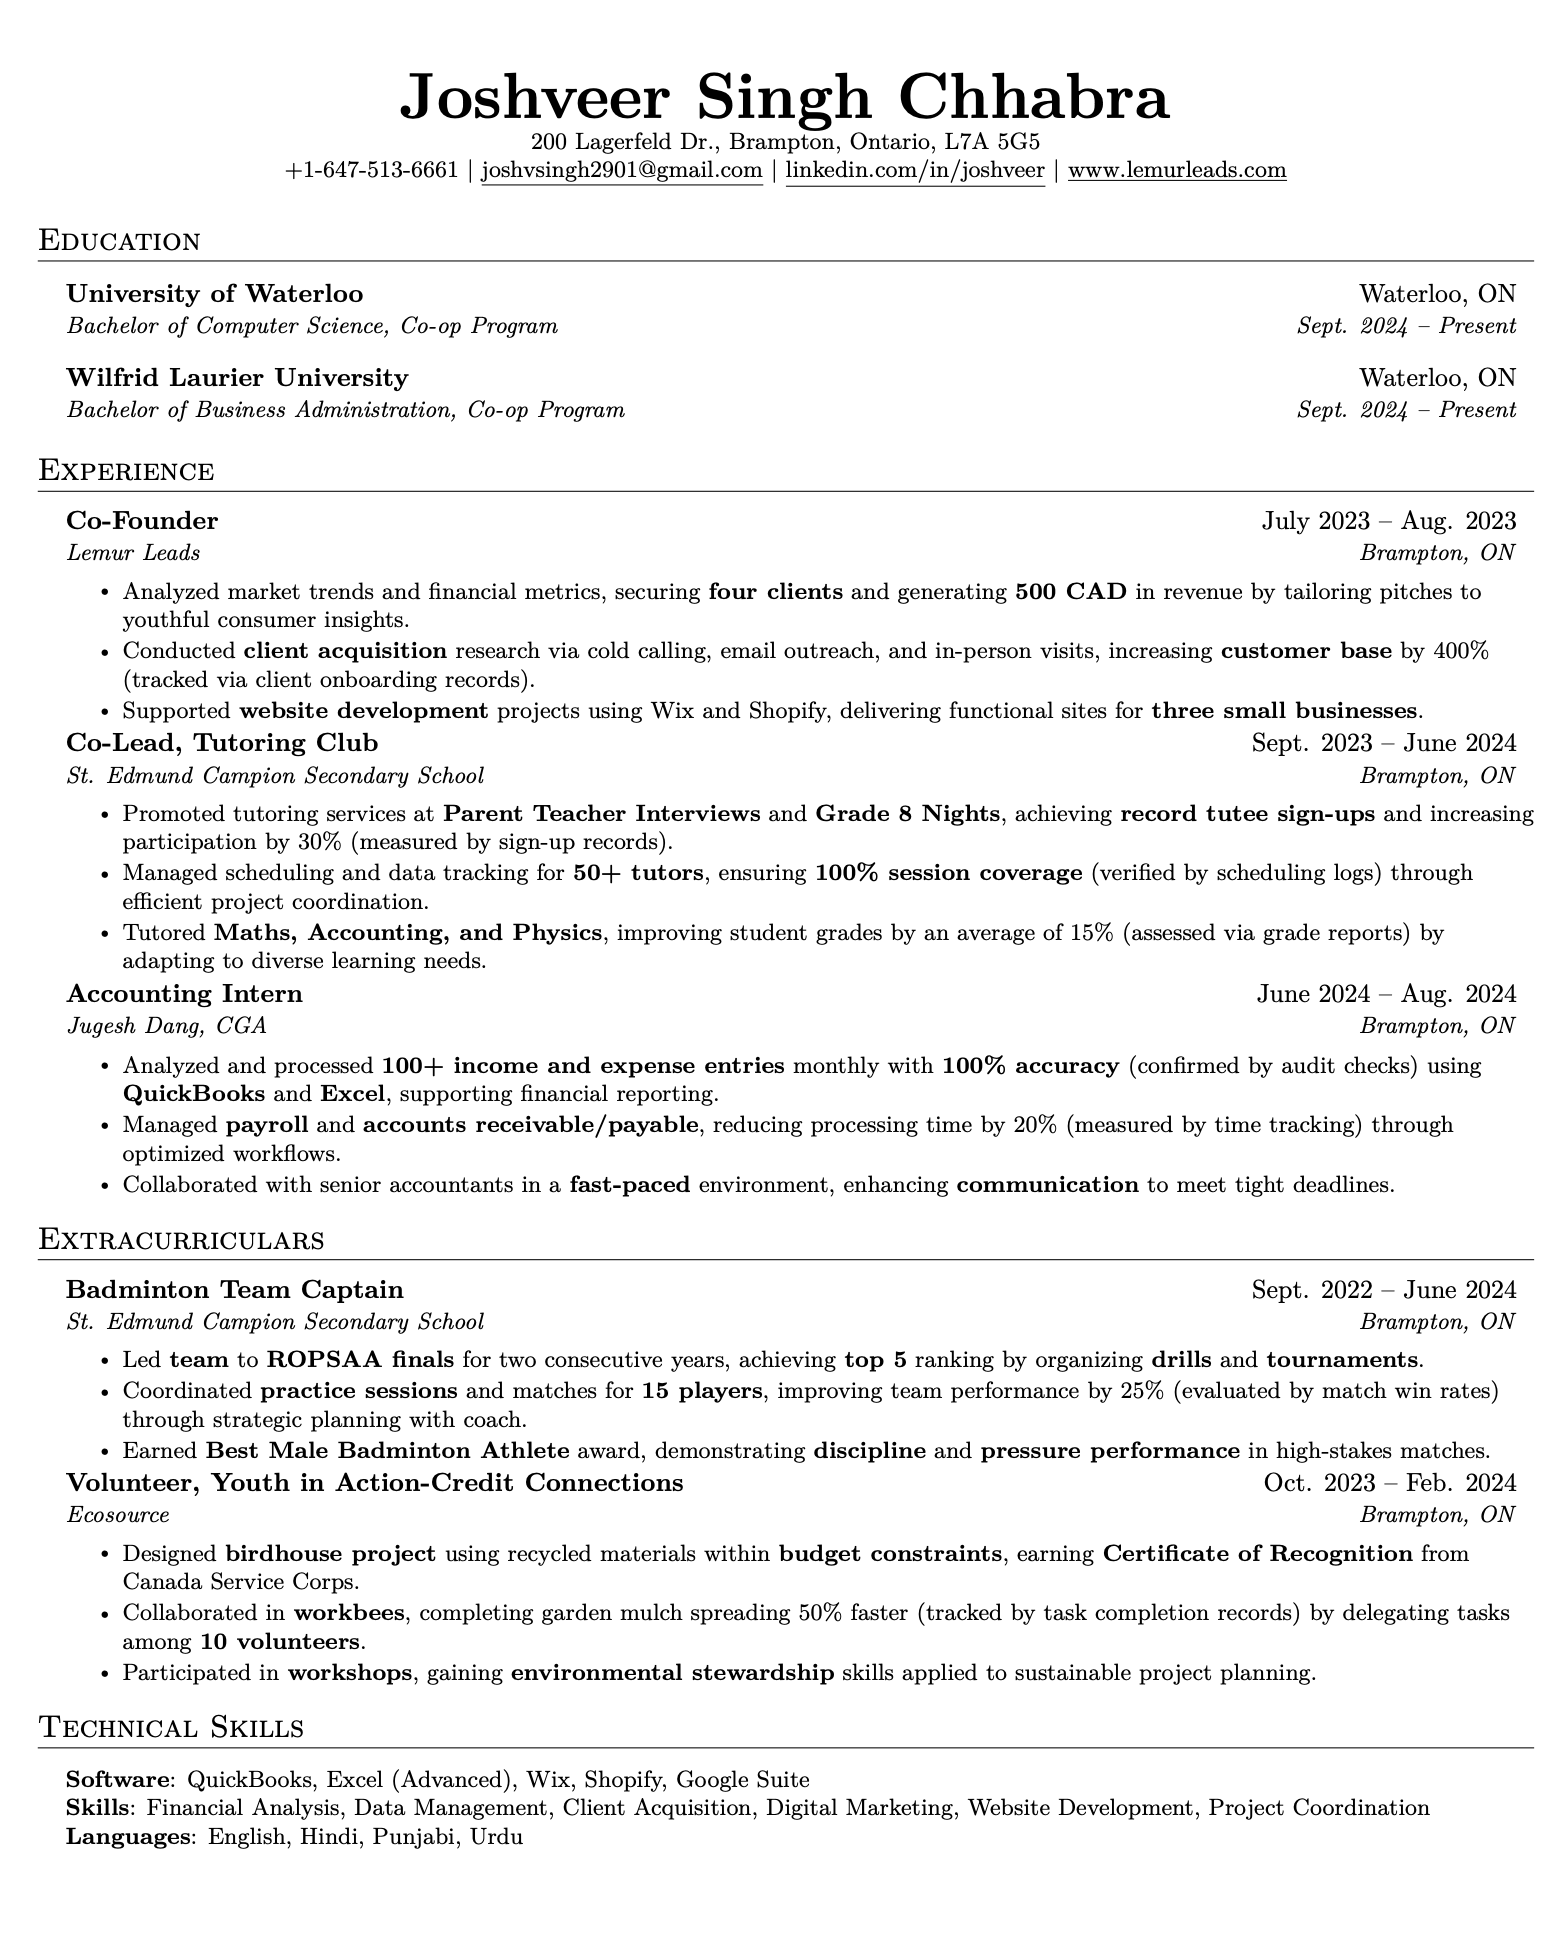 Joshveer Singh Chhabra
200 Lagerfeld Dr., Brampton, Ontario, L7A 5G5
+1-647-513-6661 | joshvsingh2901@gmail.com | linkedin.com/in/joshveer | www.lemurleads.com
Education
University of Waterloo Waterloo, ON
Bachelor of Computer Science, Co-op Program Sept. 2024 – Present
Wilfrid Laurier University Waterloo, ON
Bachelor of Business Administration, Co-op Program Sept. 2024 – Present
Experience
Co-Founder July 2023 – Aug. 2023
Lemur Leads Brampton, ON
• Analyzed market trends and financial metrics, securing four clients and generating 500 CAD in revenue by tailoring pitches to
youthful consumer insights.
• Conducted client acquisition research via cold calling, email outreach, and in-person visits, increasing customer base by 400%
(tracked via client onboarding records).
• Supported website development projects using Wix and Shopify, delivering functional sites for three small businesses.
Co-Lead, Tutoring Club Sept. 2023 – June 2024
St. Edmund Campion Secondary School Brampton, ON
• Promoted tutoring services at Parent Teacher Interviews and Grade 8 Nights, achieving record tutee sign-ups and increasing
participation by 30% (measured by sign-up records).
• Managed scheduling and data tracking for 50+ tutors, ensuring 100% session coverage (verified by scheduling logs) through
efficient project coordination.
• Tutored Maths, Accounting, and Physics, improving student grades by an average of 15% (assessed via grade reports) by
adapting to diverse learning needs.
Accounting Intern June 2024 – Aug. 2024
Jugesh Dang, CGA Brampton, ON
• Analyzed and processed 100+ income and expense entries monthly with 100% accuracy (confirmed by audit checks) using
QuickBooks and Excel, supporting financial reporting.
• Managed payroll and accounts receivable/payable, reducing processing time by 20% (measured by time tracking) through
optimized workflows.
• Collaborated with senior accountants in a fast-paced environment, enhancing communication to meet tight deadlines.
Extracurriculars
Badminton Team Captain Sept. 2022 – June 2024
St. Edmund Campion Secondary School Brampton, ON
• Led team to ROPSAA finals for two consecutive years, achieving top 5 ranking by organizing drills and tournaments.
• Coordinated practice sessions and matches for 15 players, improving team performance by 25% (evaluated by match win rates)
through strategic planning with coach.
• Earned Best Male Badminton Athlete award, demonstrating discipline and pressure performance in high-stakes matches.
Volunteer, Youth in Action-Credit Connections Oct. 2023 – Feb. 2024
Ecosource Brampton, ON
• Designed birdhouse project using recycled materials within budget constraints, earning Certificate of Recognition from
Canada Service Corps.
• Collaborated in workbees, completing garden mulch spreading 50% faster (tracked by task completion records) by delegating tasks
among 10 volunteers.
• Participated in workshops, gaining environmental stewardship skills applied to sustainable project planning.
Technical Skills
Software: QuickBooks, Excel (Advanced), Wix, Shopify, Google Suite
Skills: Financial Analysis, Data Management, Client Acquisition, Digital Marketing, Website Development, Project Coordination
Languages: English, Hindi, Punjabi, Urdu